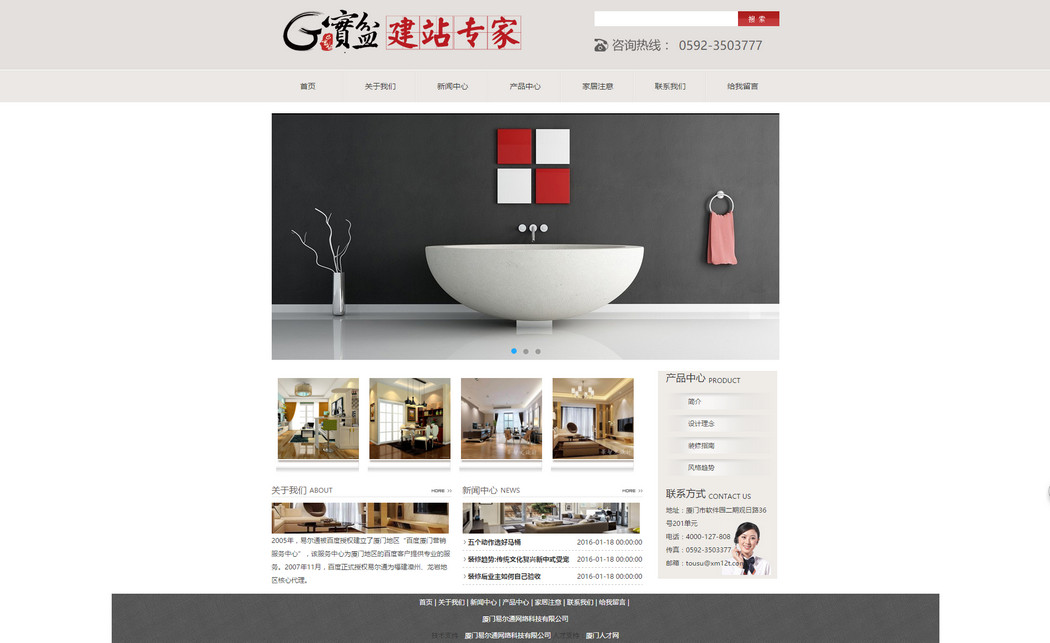 G寶盆 建站专家
搜 索
咨询热线： 0592-3503777
首页 关于我们 新闻中心 产品中心 家居注意 联系我们 给我留言
产品中心 PRODUCT
简介
设计理念
装修指南
风格趋势
关于我们 ABOUT HOME >>
2005年，易尔通被百度授权建立了厦门地区“百度厦门营销
服务中心”，该服务中心为厦门地区的百度客户提供专业的服
务。2007年11月，百度正式授权易尔通为福建漳州、龙岩地
区核心代理。
新闻中心 NEWS HOME >>
五个动作选好马桶 2016-01-18 00:00:00
装修趋势:传统文化复兴新中式受宠 2016-01-18 00:00:00
装修后业主如何自己验收 2016-01-18 00:00:00
联系方式 CONTACT US
地址：厦门市软件园二期观日路36
号201单元
电话：4000-127-808
传真：0592-3503377
邮箱：tousu@xm12t.com
首页 | 关于我们 | 新闻中心 | 产品中心 | 家居注意 | 联系我们 | 给我留言 |
厦门易尔通网络科技有限公司
技术支持： 厦门易尔通网络科技有限公司 人才支持： 厦门人才网